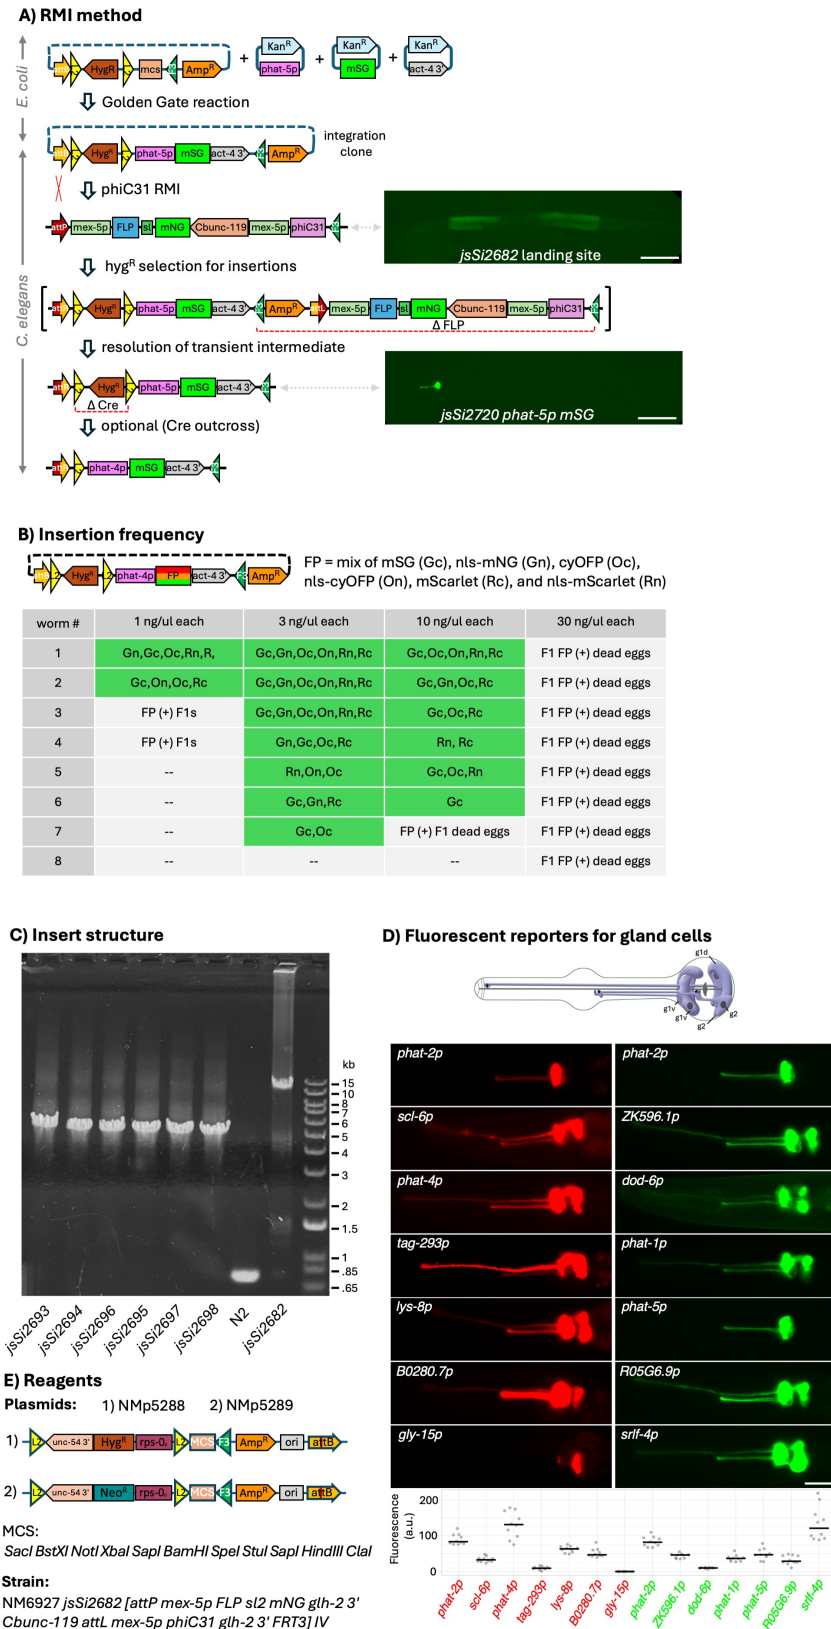 A) RMI method
E. coli
C. elegans
HygR
mcs
AmpR
+
KanR
phat-5p
+
KanR
mSG
+
KanR
act-4 3'
Golden Gate reaction
HygR
phat-5p
mSG
act-4 3'
AmpR
integration
clone
phiC31 RMI
attP
mex-5p
FLP
sl
mNG
Cbunc-119
mex-5p
phiC31
jsSi2682 landing site
hygR selection for insertions
HygR
phat-5p
mSG
act-4 3'
AmpR
mex-5p
FLP
sl
mNG
Cbunc-119
mex-5p
phiC31
Δ FLP
resolution of transient intermediate
HygR
phat-5p
mSG
act-4 3'
Δ Cre
jsSi2720 phat-5p mSG
optional (Cre outcross)
phat-4p
mSG
act-4 3'
B) Insertion frequency
L2
HygR
L2
phat-4p
FP
act-4 3'
F3
AmpR
FP = mix of mSG (Gc), nls-mNG (Gn), cyOFP (Oc),
nls-cyOFP (On), mScarlet (Rc), and nls-mScarlet (Rn)
worm # 1 ng/ul each 3 ng/ul each 10 ng/ul each 30 ng/ul each
1 Gn,Gc,Oc,Rn,R, Gc,Gn,Oc,On,Rn,Rc Gc,Oc,On,Rn,Rc F1 FP (+) dead eggs
2 Gc,On,Oc,Rc Gc,Gn,Oc,On,Rn,Rc Gc,Gn,Oc,Rc F1 FP (+) dead eggs
3 FP (+) F1s Gc,Gn,Oc,On,Rn,Rc Gc,Oc,Rc F1 FP (+) dead eggs
4 FP (+) F1s Gn,Gc,Oc,Rc Rn, Rc F1 FP (+) dead eggs
5 -- Rn,On,Oc Gc,Oc,Rn F1 FP (+) dead eggs
6 -- Gc,Gn,Rc Gc F1 FP (+) dead eggs
7 -- Gc,Oc FP (+) F1 dead eggs F1 FP (+) dead eggs
8 -- -- -- F1 FP (+) dead eggs
C) Insert structure
kb
15
10
8
7
6
5
4
3
2
1.5
1
.85
.65
jsSi2693
jsSi2694
jsSi2696
jsSi2695
jsSi2697
jsSi2698
N2
jsSi2682
D) Fluorescent reporters for gland cells
g1d
g1v
g1v
g2
g2
phat-2p
phat-2p
scl-6p
ZK596.1p
phat-4p
dod-6p
tag-293p
phat-1p
lys-8p
phat-5p
B0280.7p
R05G6.9p
gly-15p
srlf-4p
Fluorescence
(a.u.)
200
100
0
phat-2p
scl-6p
phat-4p
tag-293p
lys-8p
B0280.7p
gly-15p
phat-2p
ZK596.1p
dod-6p
phat-1p
phat-5p
R05G6.9p
srlf-4p
E) Reagents
Plasmids: 1) NMp5288 2) NMp5289
1)
L2
unc-54 3'
HygR
rps-0p
L2
MCS
F3
AmpR
ori
attB
2)
L2
unc-54 3'
NeoR
rps-0p
L2
MCS
F3
AmpR
ori
attB
MCS:
SacI BstXI NotI XbaI SapI BamHI SpeI StuI SapI HindIII ClaI
Strain:
NM6927 jsSi2682 [attP mex-5p FLP sl2 mNG glh-2 3'
Cbunc-119 attL mex-5p phiC31 glh-2 3' FRT3] IV